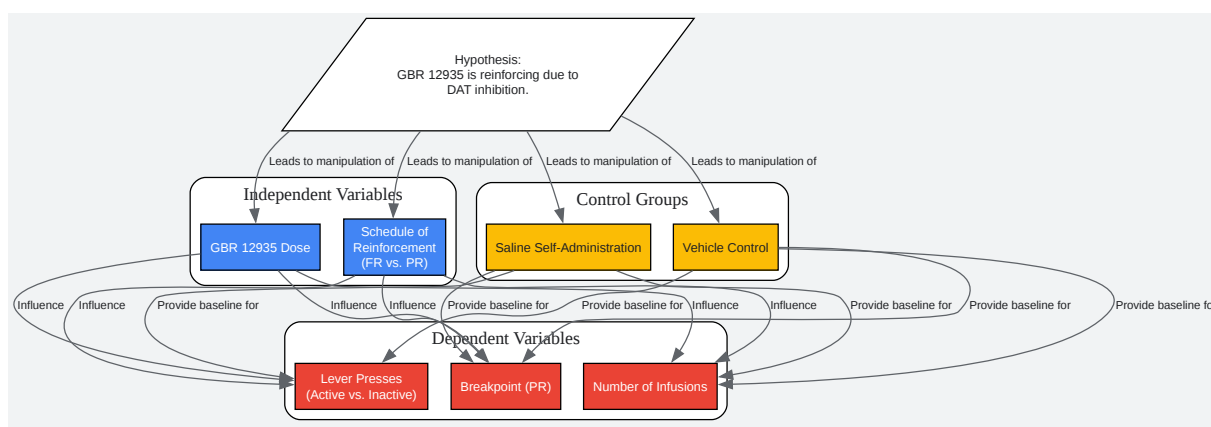 Hypothesis:
GBR 12935 is reinforcing due to
DAT inhibition.
Leads to manipulation of
Leads to manipulation of
Leads to manipulation of
Leads to manipulation of
Independent Variables
Control Groups
GBR 12935 Dose
Schedule of
Reinforcement
(FR vs. PR)
Saline Self-Administration
Vehicle Control
Influence
Influence
Provide baseline for
Influence
Influence
Provide baseline for
Provide baseline for
Influence
Influence
Provide baseline for
Provide baseline for
Provide baseline fo
Dependent Variables
Lever Presses
(Active vs. Inactive)
Breakpoint (PR)
Number of Infusions